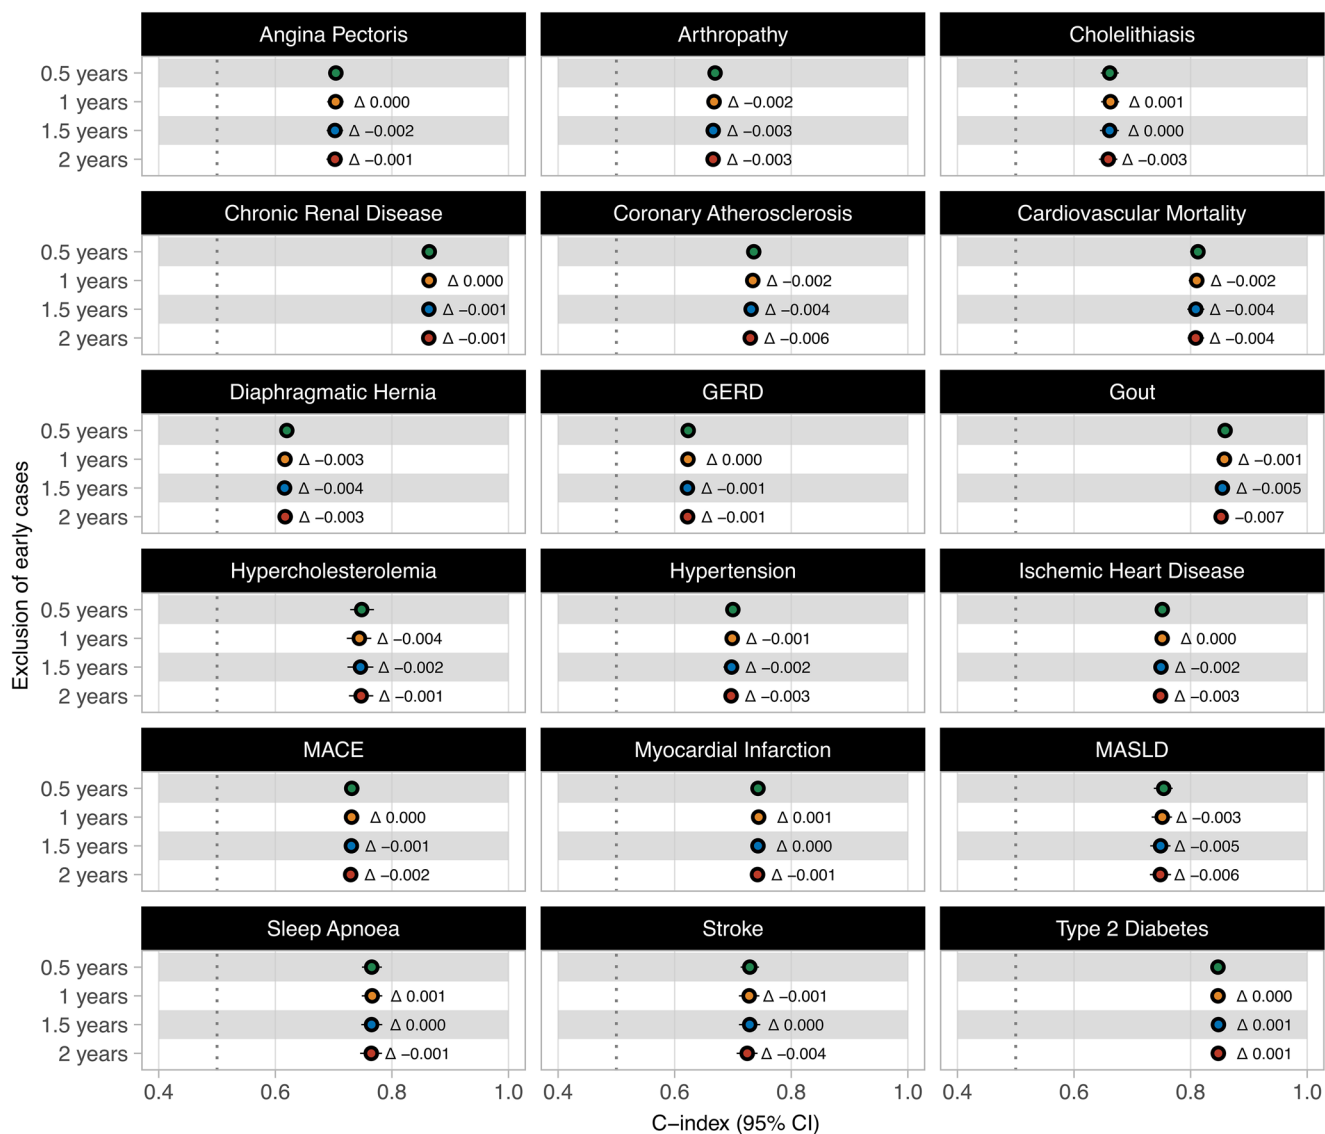 Angina Pectoris Arthropathy Cholelithiasis
0.5 years
1 years Δ 0.000 Δ −0.002 Δ 0.001
1.5 years Δ −0.002 Δ −0.003 Δ 0.000
2 years Δ −0.001 Δ −0.003 Δ −0.003
Chronic Renal Disease Coronary Atherosclerosis Cardiovascular Mortality
0.5 years
1 years Δ 0.000 Δ −0.002 Δ −0.002
1.5 years Δ −0.001 Δ −0.004 Δ −0.004
2 years Δ −0.001 Δ −0.006 Δ −0.004
Diaphragmatic Hernia GERD Gout
0.5 years
1 years Δ −0.003 Δ 0.000 Δ −0.001
1.5 years Δ −0.004 Δ −0.001 Δ −0.005
2 years Δ −0.003 Δ −0.001 −0.007
Exclusion of early cases
Hypercholesterolemia Hypertension Ischemic Heart Disease
0.5 years
1 years Δ −0.004 Δ −0.001 Δ 0.000
1.5 years Δ −0.002 Δ −0.002 Δ −0.002
2 years Δ −0.001 Δ −0.003 Δ −0.003
MACE Myocardial Infarction MASLD
0.5 years
1 years Δ 0.000 Δ 0.001 Δ −0.003
1.5 years Δ −0.001 Δ 0.000 Δ −0.005
2 years Δ −0.002 Δ −0.001 Δ −0.006
Sleep Apnoea Stroke Type 2 Diabetes
0.5 years
1 years Δ 0.001 Δ −0.001 Δ 0.000
1.5 years Δ 0.000 Δ 0.000 Δ 0.001
2 years Δ −0.001 Δ −0.004 Δ 0.001
0.4 0.6 0.8 1.0 0.4 0.6 0.8 1.0 0.4 0.6 0.8 1.0
C−index (95% CI)